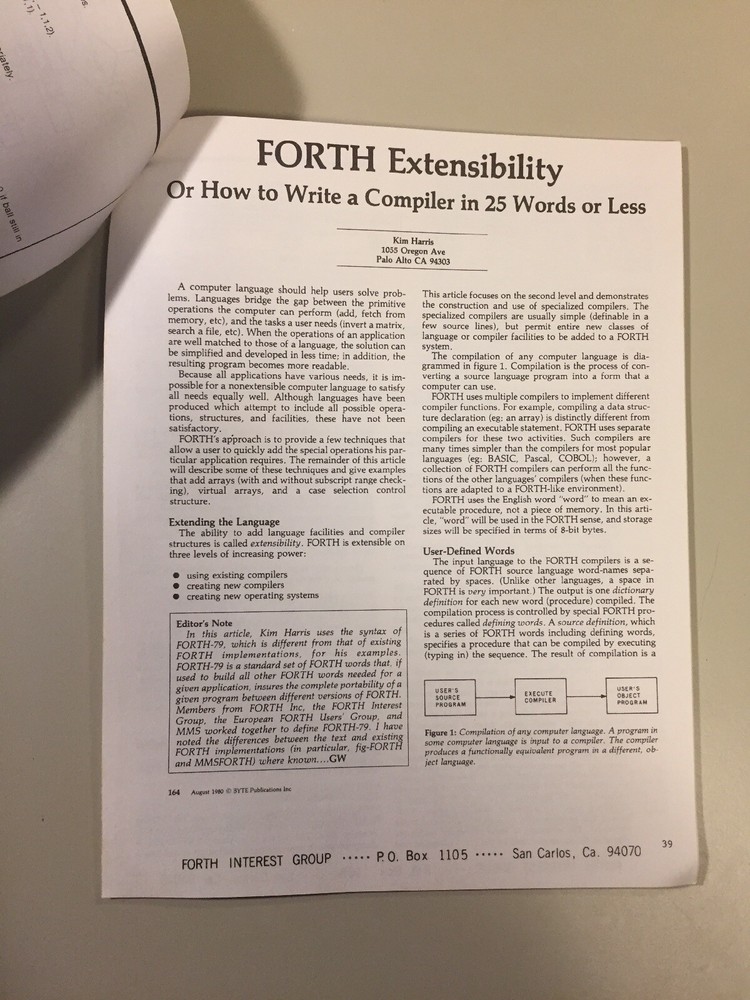 s.
– 1,1,2).
,1).
riately.
0 if ball still in
FORTH Extensibility
Or How to Write a Compiler in 25 Words or Less
Kim Harris
1055 Oregon Ave
Palo Alto CA 94303
A computer language should help users solve prob-
lems. Languages bridge the gap between the primitive
operations the computer can perform (add, fetch from
memory, etc), and the tasks a user needs (invert a matrix,
search a file, etc). When the operations of an application
are well matched to those of a language, the solution can
be simplified and developed in less time; in addition, the
resulting program becomes more readable.
Because all applications have various needs, it is im-
possible for a nonextensible computer language to satisfy
all needs equally well. Although languages have been
produced which attempt to include all possible opera-
tions, structures, and facilities, these have not been
satisfactory.
FORTH's approach is to provide a few techniques that
allow a user to quickly add the special operations his par-
ticular application requires. The remainder of this article
will describe some of these techniques and give examples
that add arrays (with and without subscript range check-
ing), virtual arrays, and a case selection control
structure.
Extending the Language
The ability to add language facilities and compiler
structures is called extensibility. FORTH is extensible on
three levels of increasing power:
● using existing compilers
● creating new compilers
● creating new operating systems
Editor's Note
In this article, Kim Harris uses the syntax of
FORTH-79, which is different from that of existing
FORTH implementations, for his examples.
FORTH-79 is a standard set of FORTH words that, if
used to build all other FORTH words needed for a
given application, insures the complete portability of a
given program between different versions of FORTH.
Members from FORTH Inc, the FORTH Interest
Group, the European FORTH Users' Group, and
MMS worked together to define FORTH-79. I have
noted the differences between the text and existing
FORTH implementations (in particular, fig-FORTH
and MMSFORTH) where known....GW
This article focuses on the second level and demonstrates
the construction and use of specialized compilers. The
specialized compilers are usually simple (definable in a
few source lines), but permit entire new classes of
language or compiler facilities to be added to a FORTH
system.
The compilation of any computer language is dia-
grammed in figure 1. Compilation is the process of con-
verting a source language program into a form that a
computer can use.
FORTH uses multiple compilers to implement different
compiler functions. For example, compiling a data struc-
ture declaration (eg: an array) is distinctly different from
compiling an executable statement. FORTH uses separate
compilers for these two activities. Such compilers are
many times simpler than the compilers for most popular
languages (eg: BASIC, Pascal, COBOL); however, a
collection of FORTH compilers can perform all the func-
tions of the other languages' compilers (when these func-
tions are adapted to a FORTH-like environment).
FORTH uses the English word "word" to mean an ex-
ecutable procedure, not a piece of memory. In this arti-
cle, "word" will be used in the FORTH sense, and storage
sizes will be specified in terms of 8-bit bytes.
User-Defined Words
The input language to the FORTH compilers is a se-
quence of FORTH source language word-names sepa-
rated by spaces. (Unlike other languages, a space in
FORTH is very important.) The output is one dictionary
definition for each new word (procedure) compiled. The
compilation process is controlled by special FORTH pro-
cedures called defining words. A source definition, which
is a series of FORTH words including defining words,
specifies a procedure that can be compiled by executing
(typing in) the sequence. The result of compilation is a
USER'S
SOURCE
PROGRAM
EXECUTE
COMPILER
USER'S
OBJECT
PROGRAM
Figure 1: Compilation of any computer language. A program in
some computer language is input to a compiler. The compiler
produces a functionally equivalent program in a different, ob-
ject language.
164 August 1980 © BYTE Publications Inc
39
FORTH INTEREST GROUP ····· P.O. Box 1105 ····· San Carlos, Ca. 94070